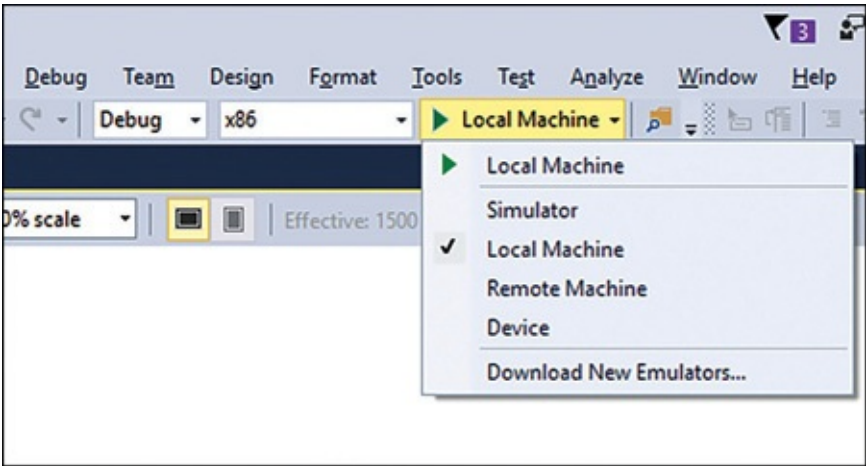 3
Debug Team Design Format Tools Test Analyze Window Help
Debug x86 Local Machine
Local Machine
0% scale Effective: 1500
Simulator
Local Machine
Remote Machine
Device
Download New Emulators...